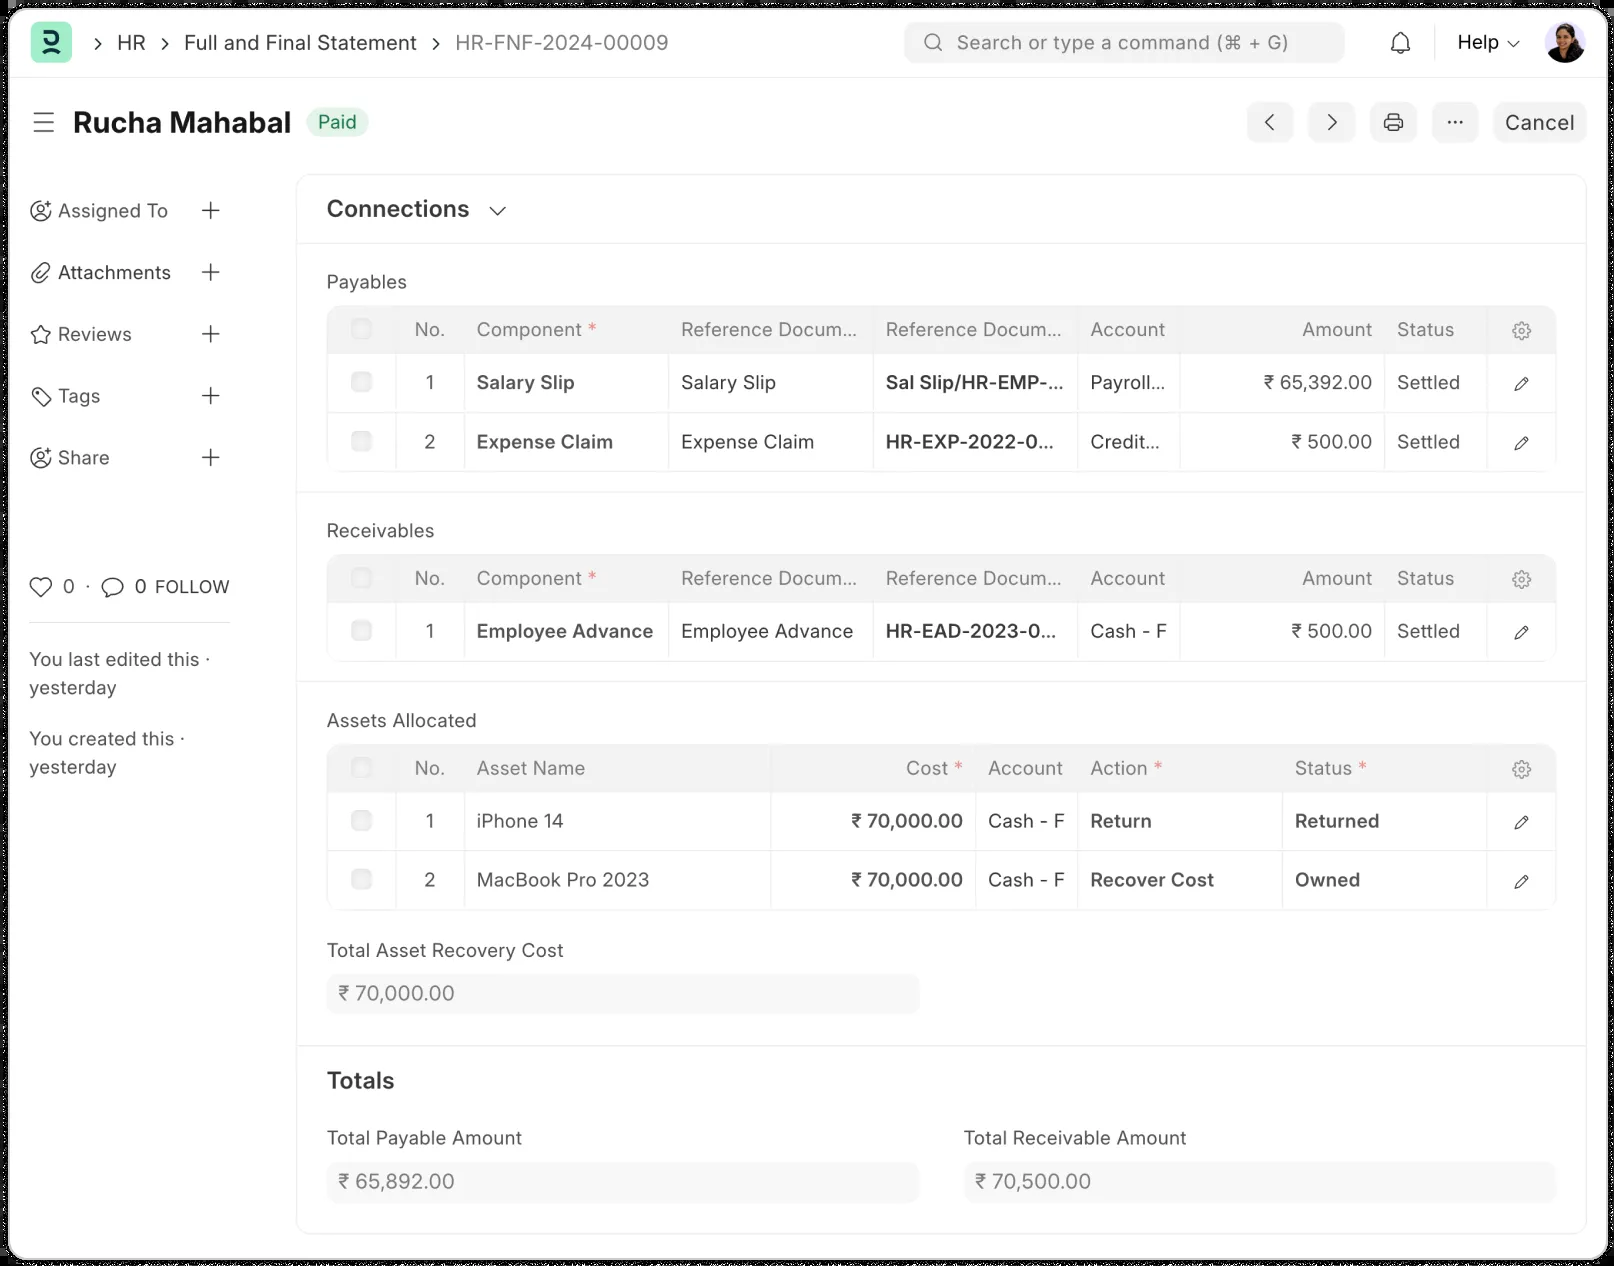 HR
Full and Final Statement
HR-FNF-2024-00009
Search or type a command (⌘ + G)
Help
Rucha Mahabal
Paid
Cancel
Assigned To
Attachments
Reviews
Tags
Share
0 · 0 FOLLOW
You last edited this ·
yesterday
You created this ·
yesterday
Connections
Payables
No. Component * Reference Docum... Reference Docum... Account Amount Status
1 Salary Slip Salary Slip Sal Slip/HR-EMP-... Payroll... ₹ 65,392.00 Settled
2 Expense Claim Expense Claim HR-EXP-2022-0... Credit... ₹ 500.00 Settled
Receivables
No. Component * Reference Docum... Reference Docum... Account Amount Status
1 Employee Advance Employee Advance HR-EAD-2023-0... Cash - F ₹ 500.00 Settled
Assets Allocated
No. Asset Name Cost * Account Action * Status *
1 iPhone 14 ₹ 70,000.00 Cash - F Return Returned
2 MacBook Pro 2023 ₹ 70,000.00 Cash - F Recover Cost Owned
Total Asset Recovery Cost
₹ 70,000.00
Totals
Total Payable Amount
₹ 65,892.00
Total Receivable Amount
₹ 70,500.00